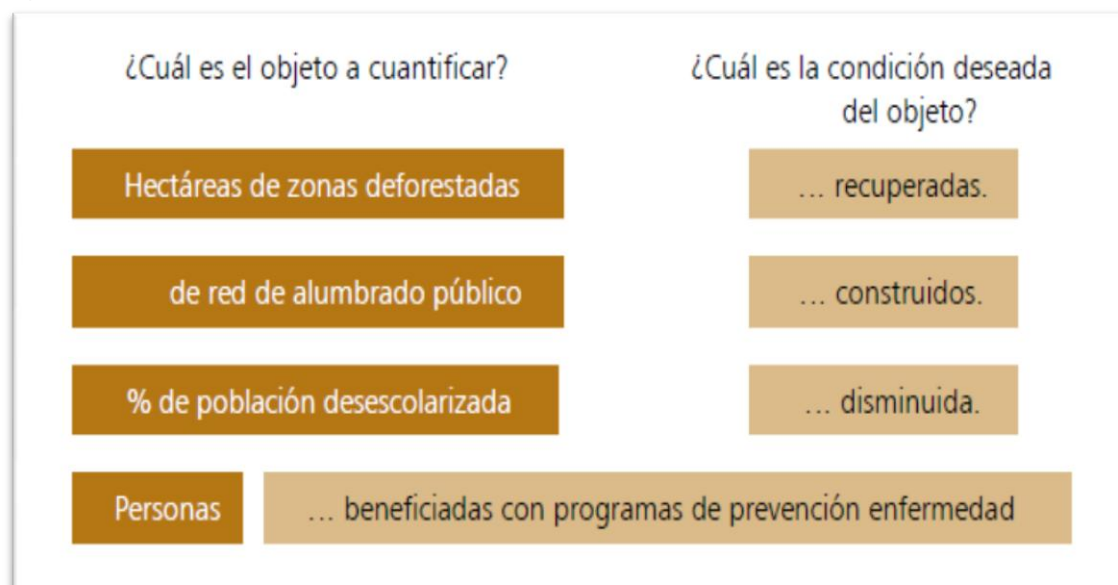 ¿Cuál es el objeto a cuantificar?
¿Cuál es la condición deseada
del objeto?
Hectáreas de zonas deforestadas
... recuperadas.
de red de alumbrado público
... construidos.
% de población desescolarizada
... disminuida.
Personas
... beneficiadas con programas de prevención enfermedad